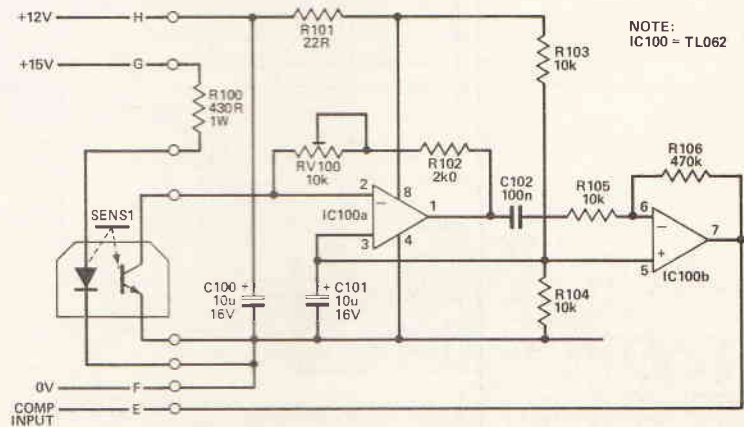 +12V
H
R101
22R
NOTE:
IC100 = TL062
+15V
G
R103
10k
R100
430R
1W
RV100
10k
R102
2k0
R106
470k
C102
100n
R105
10k
2
8
1
IC100a
3
4
6
7
IC100b
5
SENS1
C100
10u
16V
+
C101
10u
16V
+
R104
10k
0V
F
COMP
INPUT
E